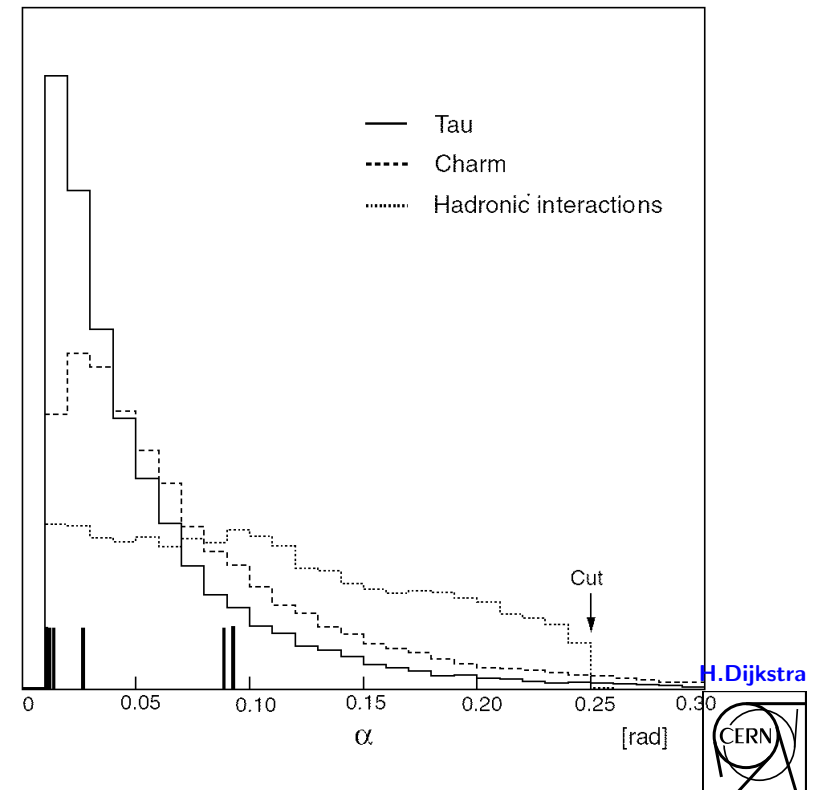 Tau
Charm
Hadronic interactions
Cut
H.Dijkstra
0 0.05 0.10 0.15 0.20 0.25 0.30
α [rad]
CERN